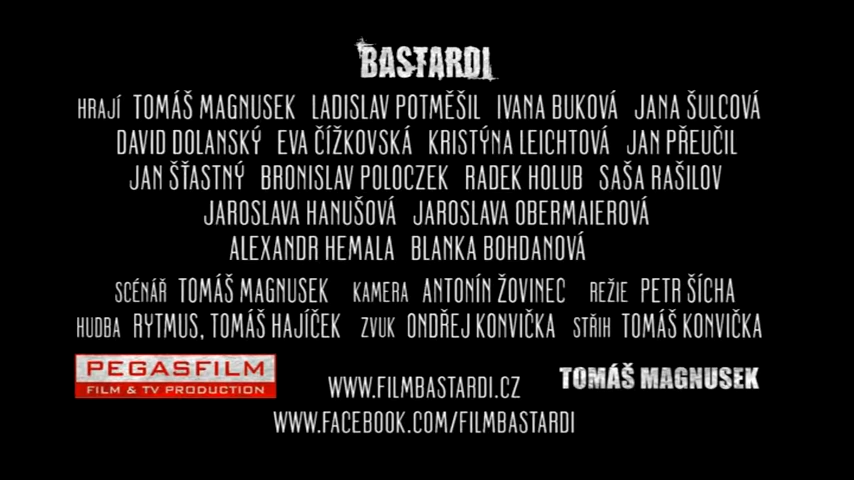 BASTARDI
HRAJÍ TOMÁŠ MAGNUSEK LADISLAV POTMĚŠIL IVANA BUKOVÁ JANA ŠULCOVÁ
DAVID DOLANSKÝ EVA ČÍŽKOVSKÁ KRISTÝNA LEICHTOVÁ JAN PŘEUČIL
JAN ŠŤASTNÝ BRONISLAV POLOCZEK RADEK HOLUB SAŠA RAŠILOV
JAROSLAVA HANUŠOVÁ JAROSLAVA OBERMAIEROVÁ
ALEXANDR HEMALA BLANKA BOHDANOVÁ
SCÉNÁŘ TOMÁŠ MAGNUSEK KAMERA ANTONÍN ŽOVINEC REŽIE PETR ŠÍCHA
HUDBA RYTMUS, TOMÁŠ HAJÍČEK ZVUK ONDŘEJ KONVIČKA STŘIH TOMÁŠ KONVIČKA
PEGASFILM
FILM & TV PRODUCTION
WWW.FILMBASTARDI.CZ
TOMÁŠ MAGNUSEK
WWW.FACEBOOK.COM/FILMBASTARDI